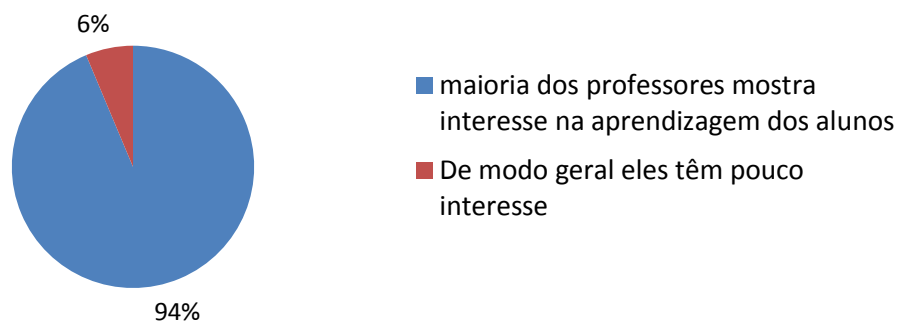 6%
maioria dos professores mostra
interesse na aprendizagem dos alunos
De modo geral eles têm pouco
interesse
94%